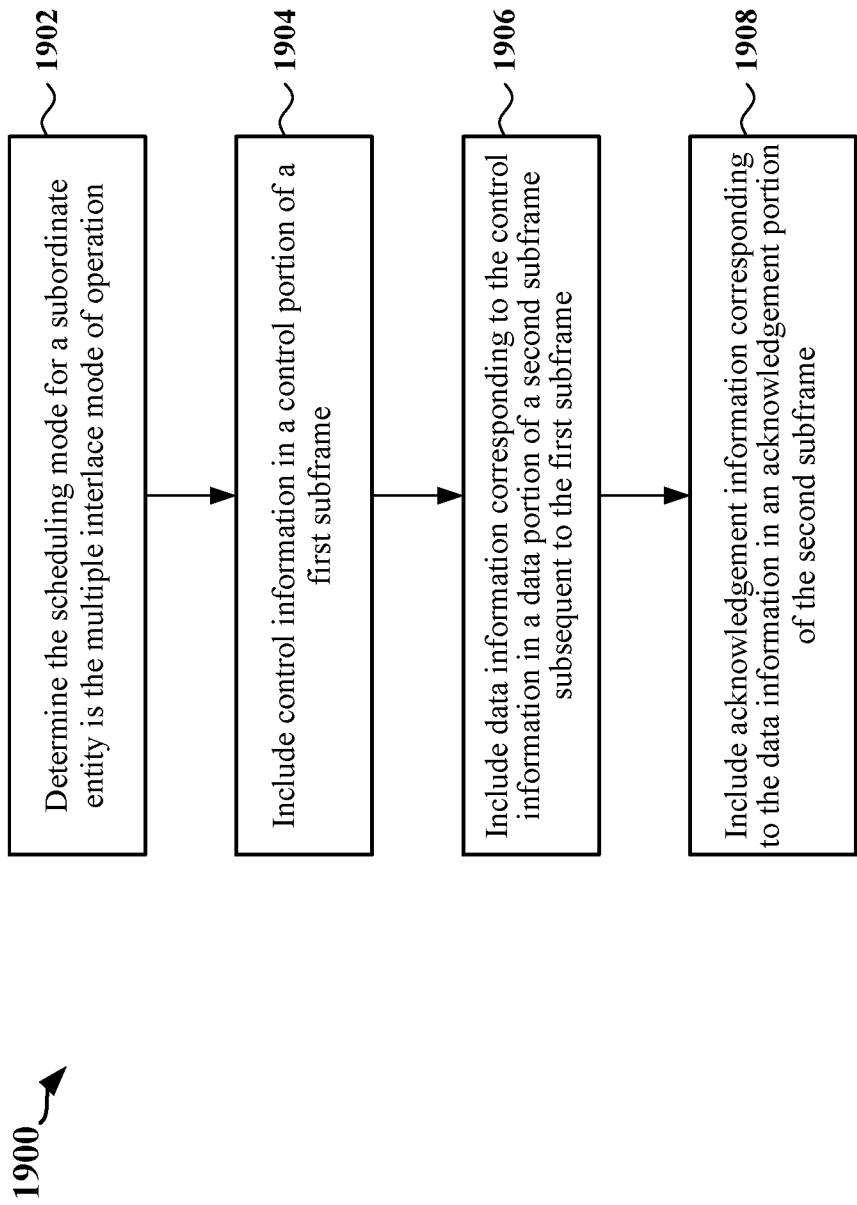 1900
Determine the scheduling mode for a subordinate
entity is the multiple interlace mode of operation
1902
Include control information in a control portion of a
first subframe
1904
Include data information corresponding to the control
information in a data portion of a second subframe
subsequent to the first subframe
1906
Include acknowledgement information corresponding
to the data information in an acknowledgement portion
of the second subframe
1908